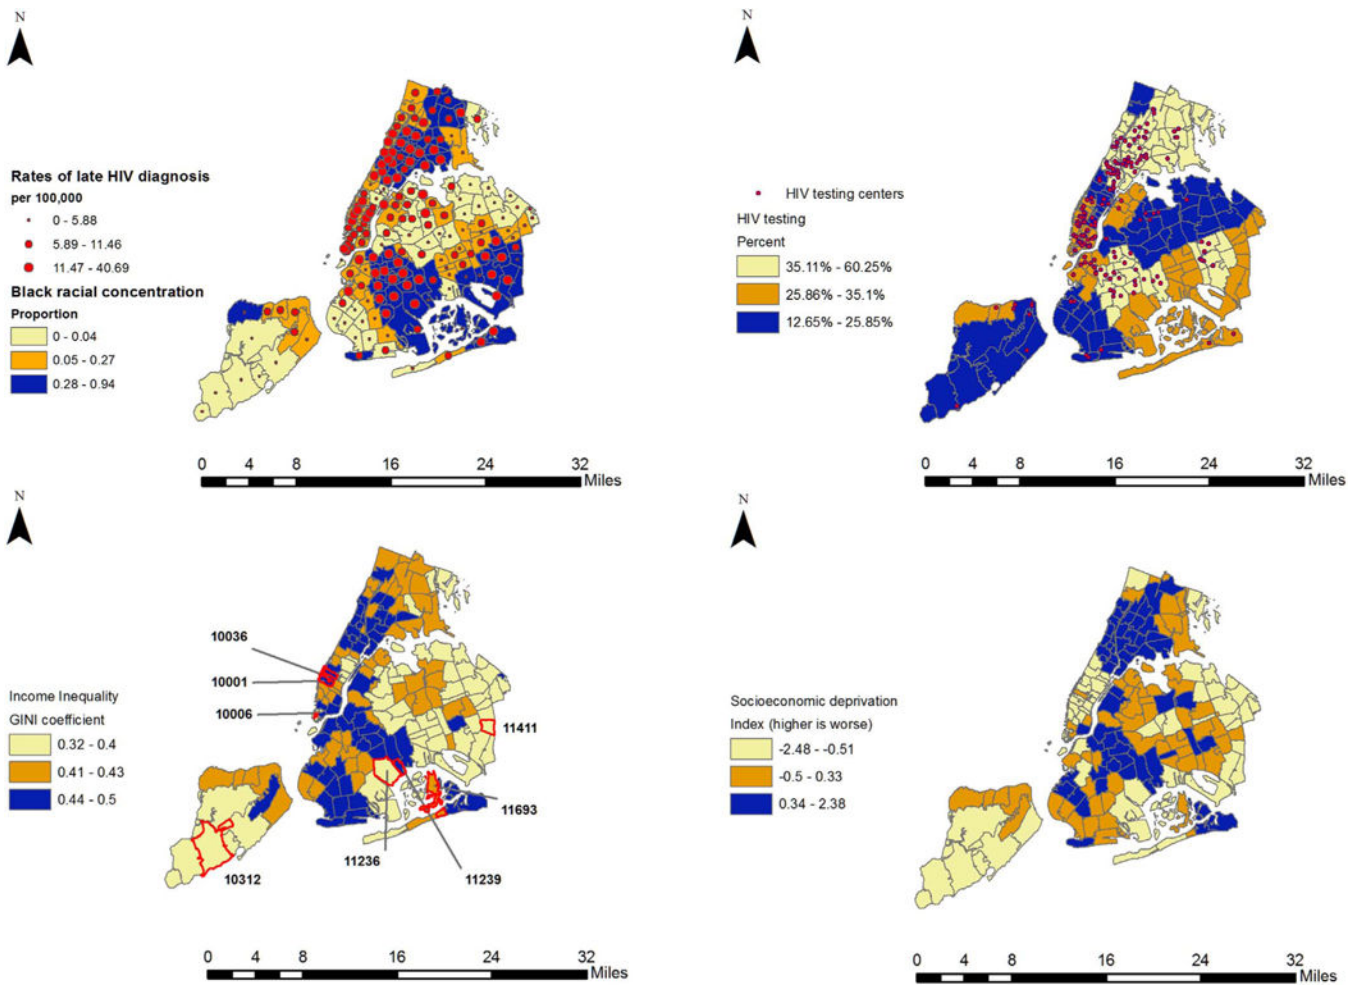 N
Rates of late HIV diagnosis
per 100,000
0 - 5.88
5.89 - 11.46
11.47 - 40.69
Black racial concentration
Proportion
0 - 0.04
0.05 - 0.27
0.28 - 0.94
0 4 8 16 24 32
Miles
N
HIV testing centers
HIV testing
Percent
35.11% - 60.25%
25.86% - 35.1%
12.65% - 25.85%
0 4 8 16 24 32
Miles
N
10036
10001
10006
11411
11693
11236
11239
10312
Income Inequality
GINI coefficient
0.32 - 0.4
0.41 - 0.43
0.44 - 0.5
0 4 8 16 24 32
Miles
N
Socioeconomic deprivation
Index (higher is worse)
-2.48 - -0.51
-0.5 - 0.33
0.34 - 2.38
0 4 8 16 24 32
Miles